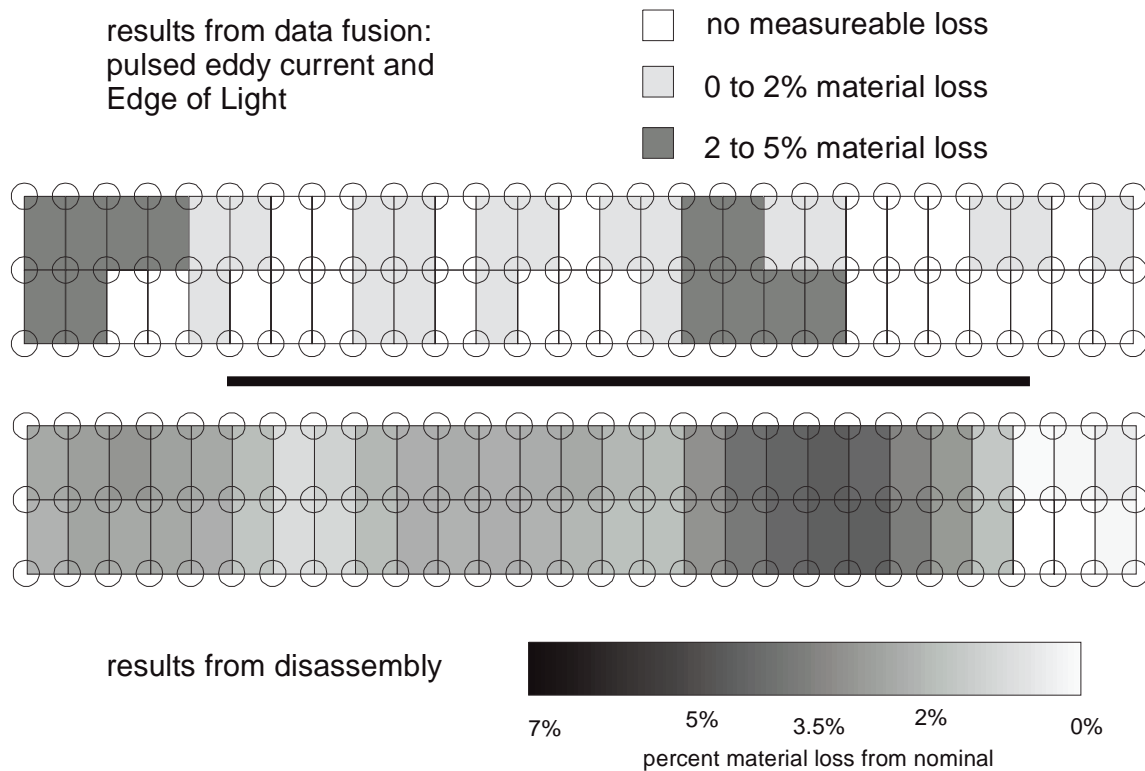 results from data fusion:
pulsed eddy current and
Edge of Light
no measureable loss
0 to 2% material loss
2 to 5% material loss
results from disassembly
7%
5%
3.5%
2%
0%
percent material loss from nominal